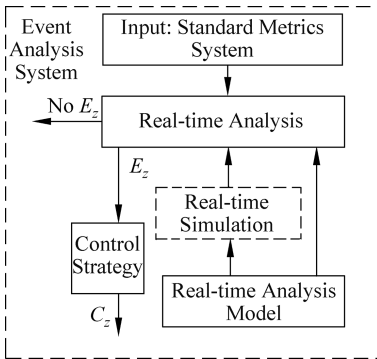 Event
Analysis
System
Input: Standard Metrics
System
No E_z
Real-time Analysis
E_z
Real-time
Simulation
Control
Strategy
Real-time Analysis
Model
C_z